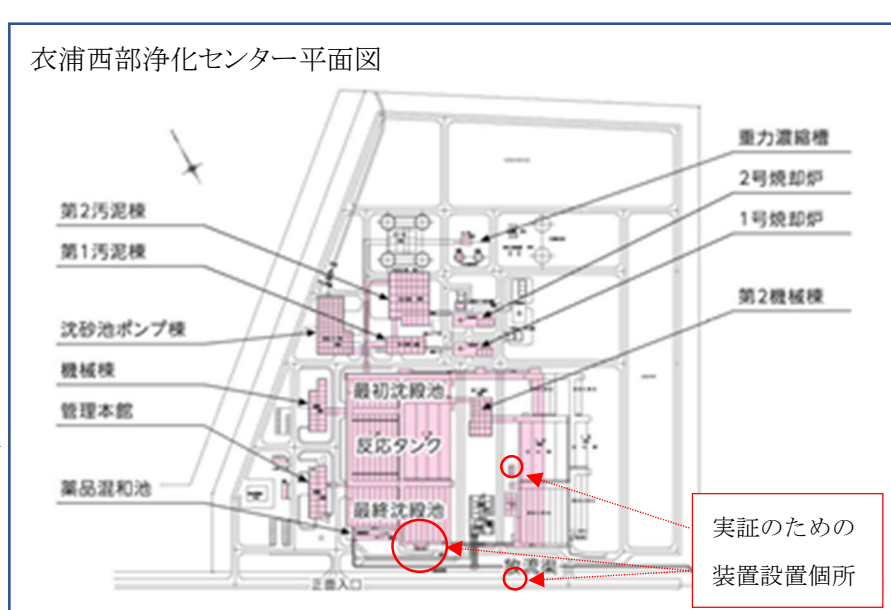 衣浦西部浄化センター平面図
重力濃縮槽
2号焼却炉
1号焼却炉
第2機械棟
第2汚泥棟
第1汚泥棟
沈砂池ポンプ棟
機械棟
管理本館
薬品混和池
最初沈殿池
反応タンク
最終沈殿池
放流渠
正面入口
実証のための
装置設置個所